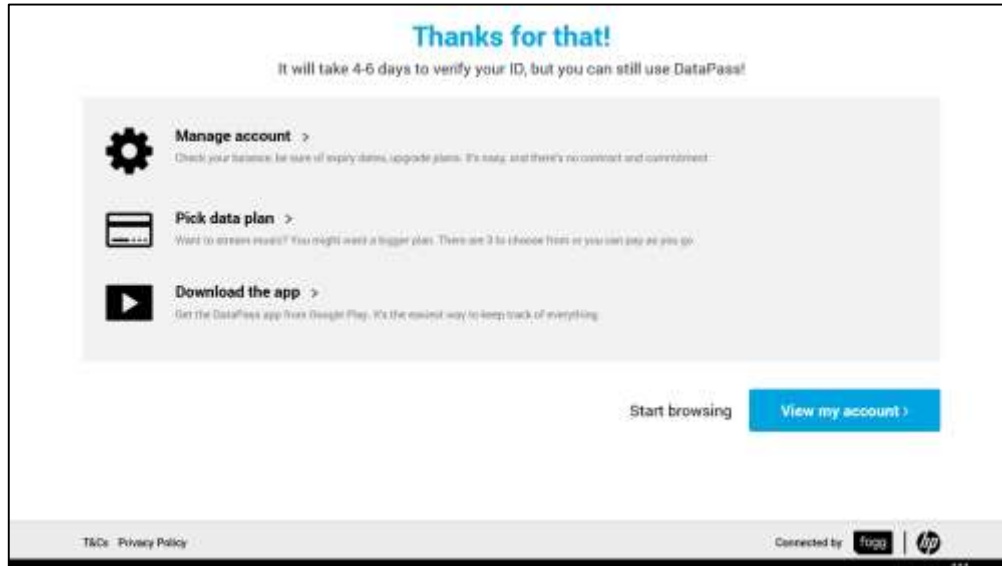 Thanks for that!
It will take 4-6 days to verify your ID, but you can still use DataPass!
Manage account >
Check your balance, be sure of expiry dates, upgrade plans. It's easy, and there's no contract and commitment
Pick data plan >
Want to stream music? You might want a bigger plan. There are 3 to choose from or you can pay as you go
Download the app >
Get the DataPass app from Google Play. It's the easiest way to keep track of everything
Start browsing View my account >
T&Cs Privacy Policy Connected by fogg hp